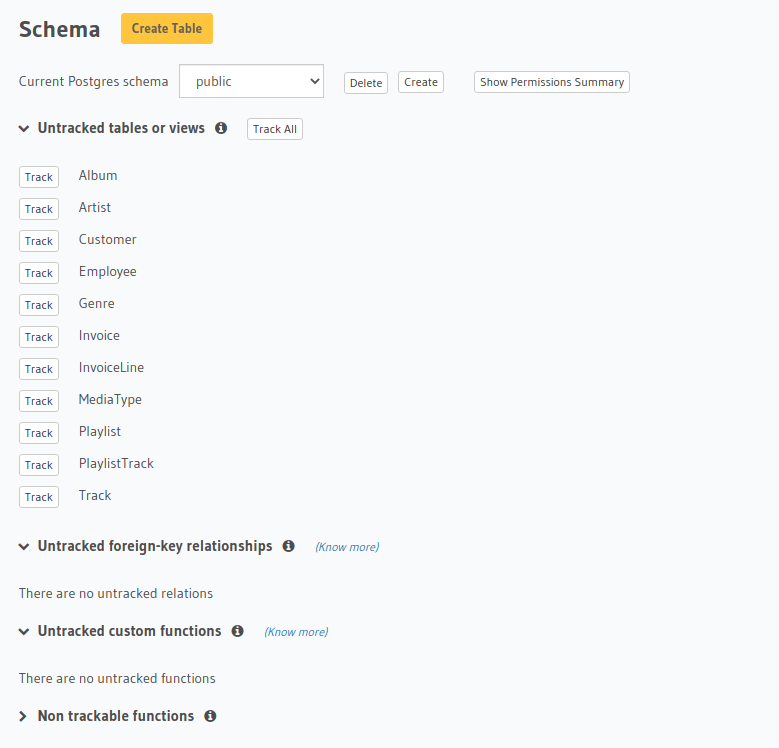 Schema Create Table
Current Postgres schema public Delete Create Show Permissions Summary
Untracked tables or views Track All
Track Album
Track Artist
Track Customer
Track Employee
Track Genre
Track Invoice
Track InvoiceLine
Track MediaType
Track Playlist
Track PlaylistTrack
Track Track
Untracked foreign-key relationships (Know more)
There are no untracked relations
Untracked custom functions (Know more)
There are no untracked functions
Non trackable functions